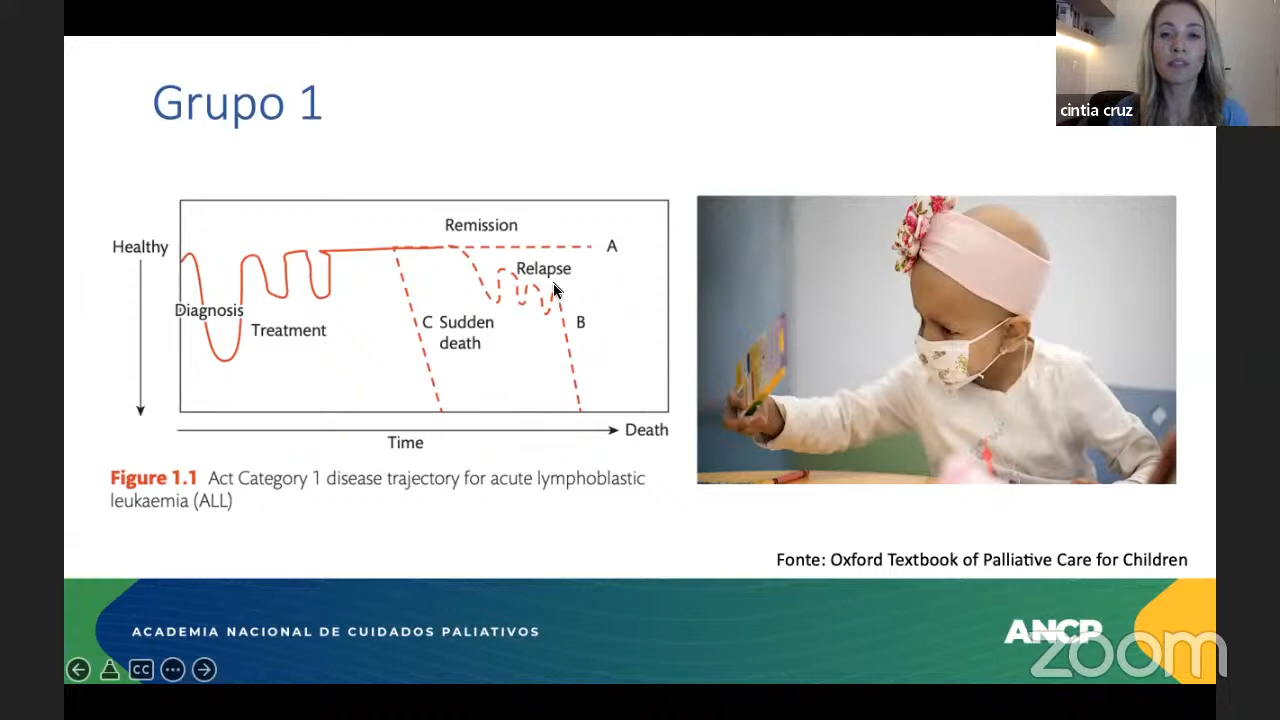 cintia cruz
Grupo 1
Remission
Healthy
A
Relapse
Diagnosis
Treatment
C Sudden
death
B
Time
Death
Figure 1.1 Act Category 1 disease trajectory for acute lymphoblastic
leukaemia (ALL)
Fonte: Oxford Textbook of Palliative Care for Children
ACADEMIA NACIONAL DE CUIDADOS PALIATIVOS
ANCP
zoom
CC